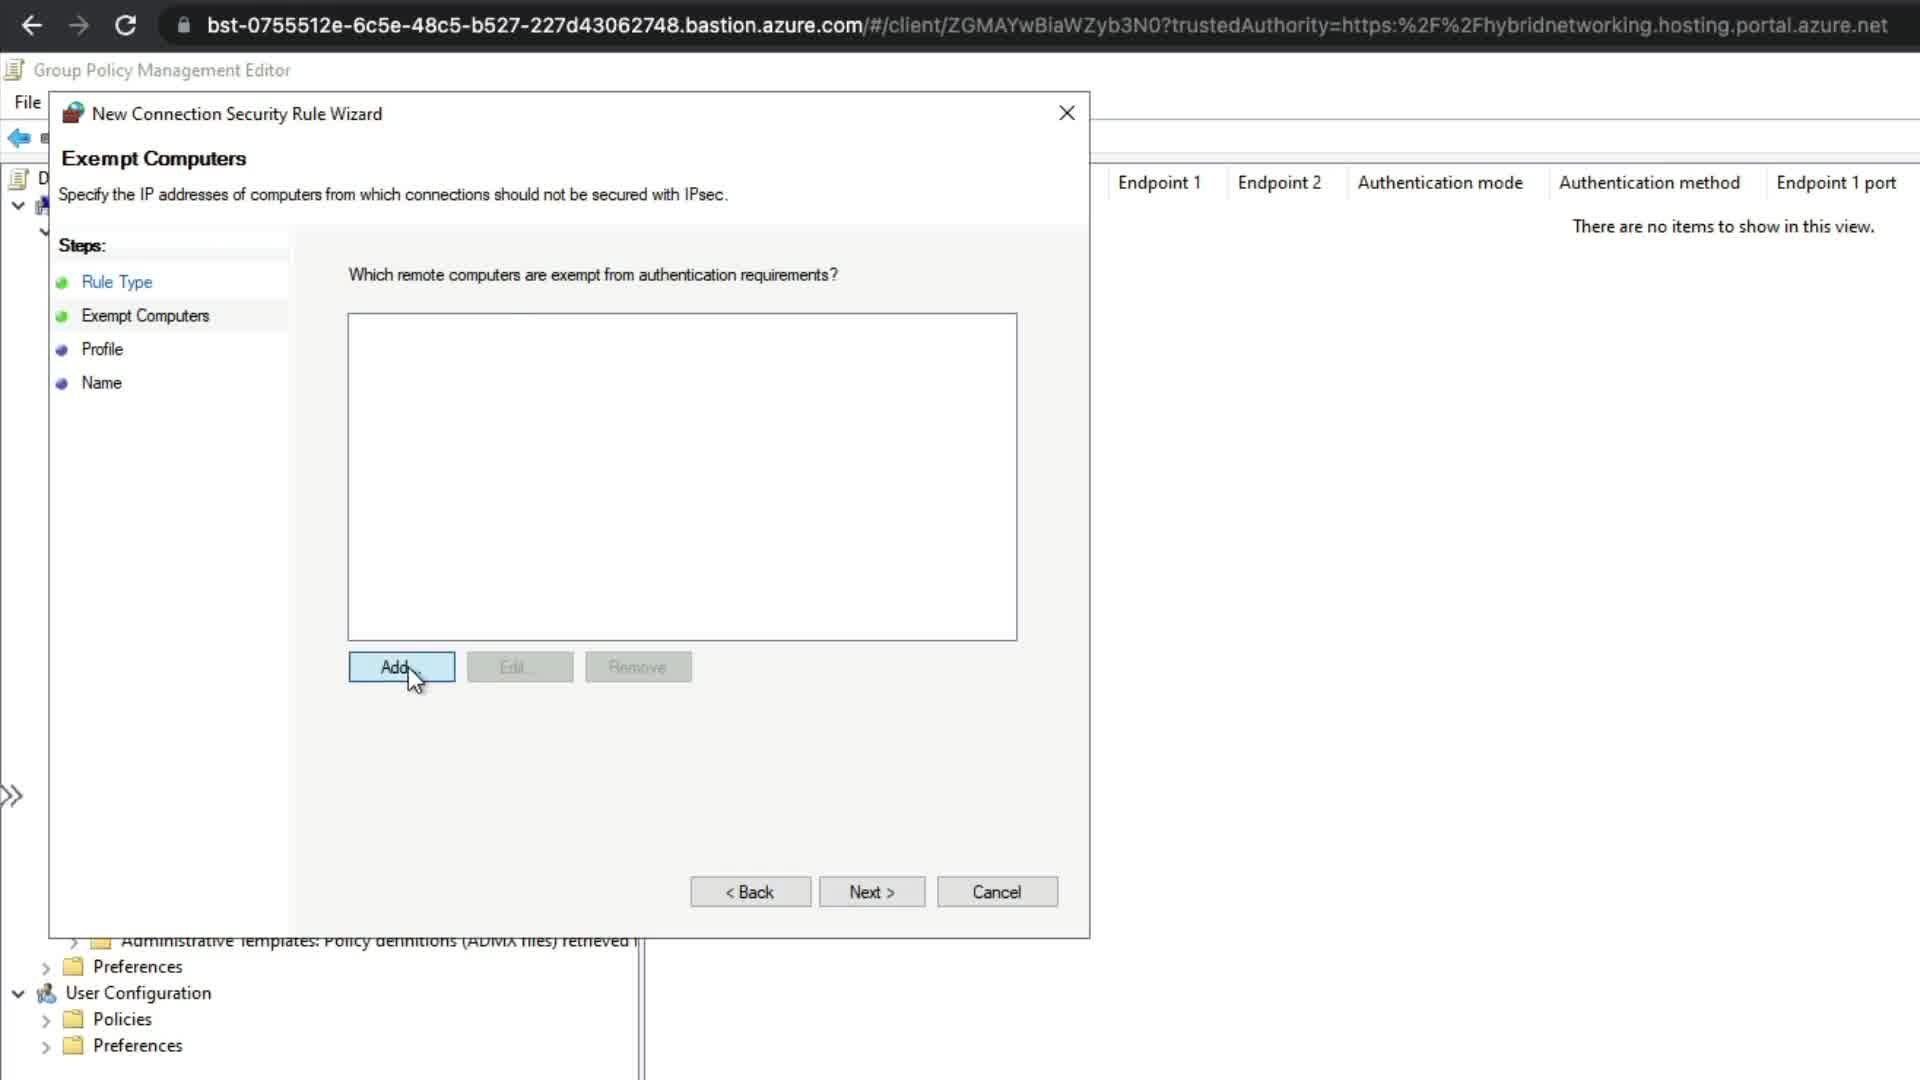 bst-0755512e-6c5e-48c5-b527-227d43062748.bastion.azure.com/#/client/ZGMAYwBiaWZyb3N0?trustedAuthority=https:%2F%2Fhybridnetworking.hosting.portal.azure.net
Group Policy Management Editor
File
New Connection Security Rule Wizard
Exempt Computers
Specify the IP addresses of computers from which connections should not be secured with IPsec.
Steps:
Rule Type
Exempt Computers
Profile
Name
Which remote computers are exempt from authentication requirements?
Add...
Edit...
Remove
< Back
Next >
Cancel
D
Endpoint 1
Endpoint 2
Authentication mode
Authentication method
Endpoint 1 port
There are no items to show in this view.
Administrative Templates: Policy definitions (ADMX files) retrieved
Preferences
User Configuration
Policies
Preferences